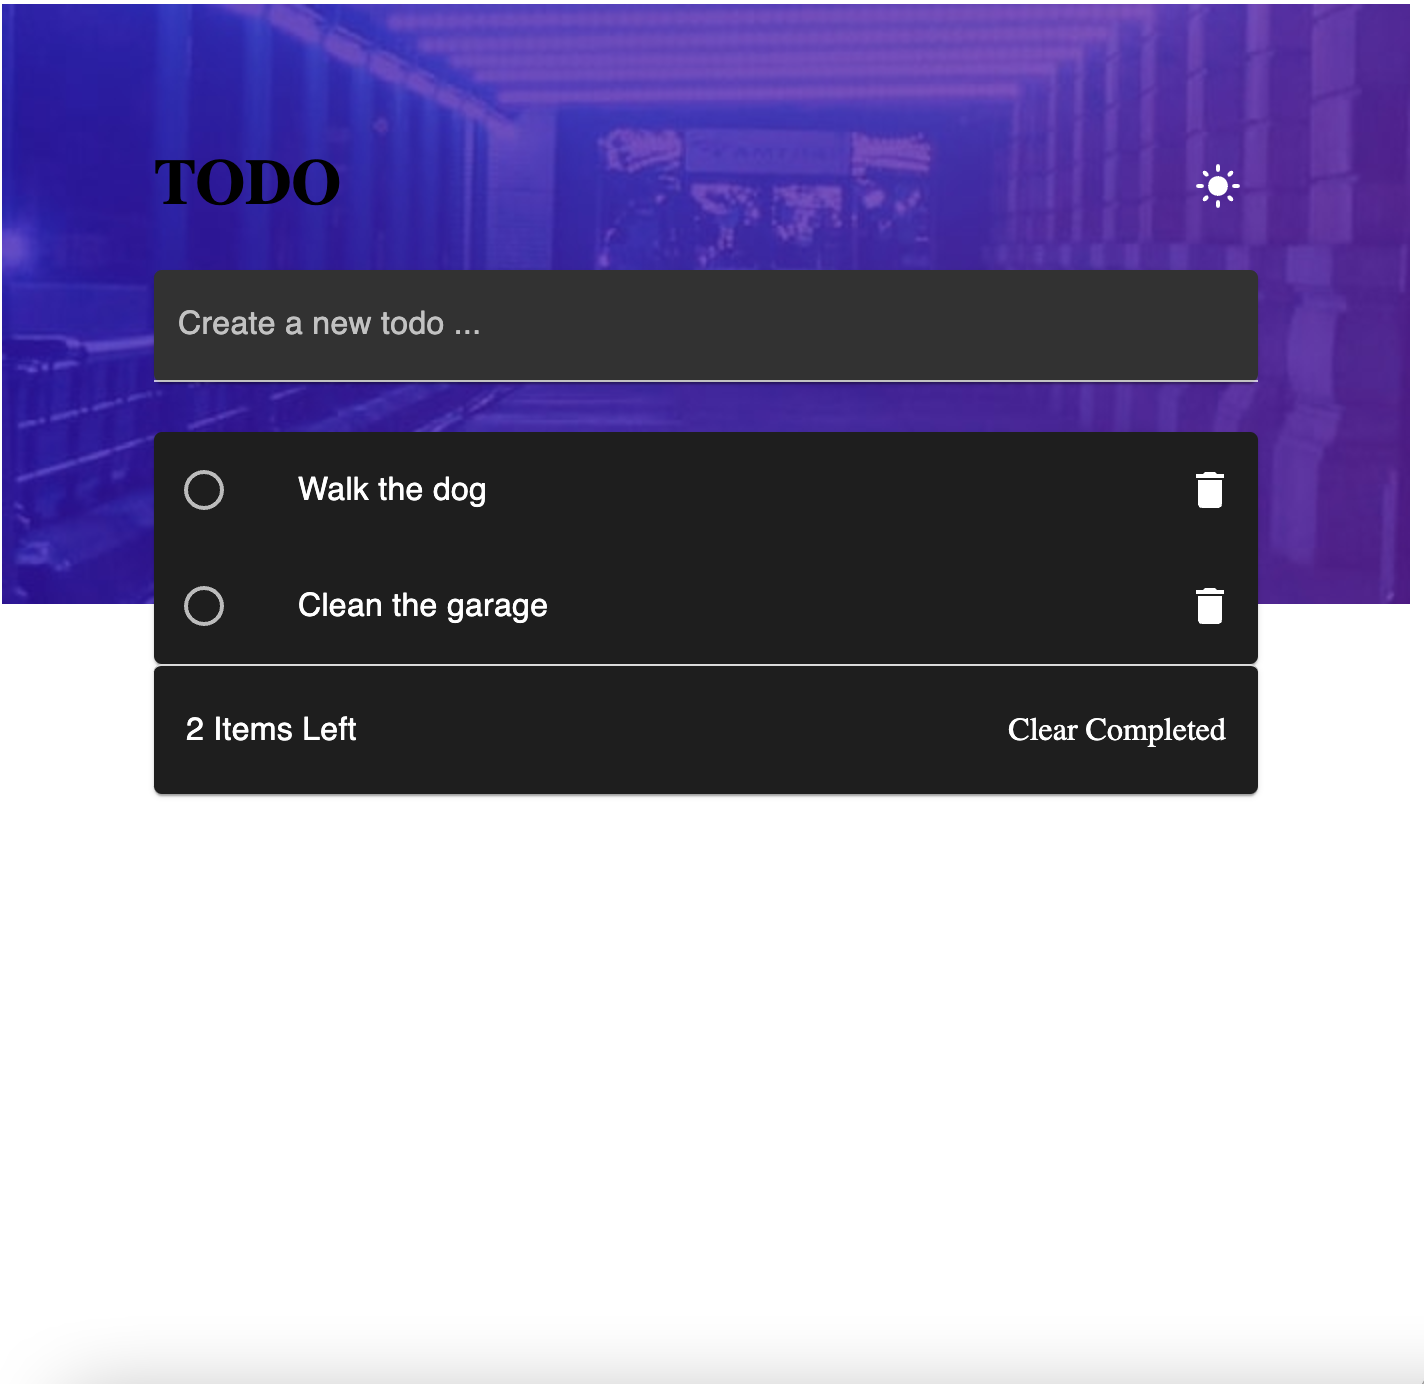 TODO
Create a new todo ...
Walk the dog
Clean the garage
2 Items Left
Clear Completed